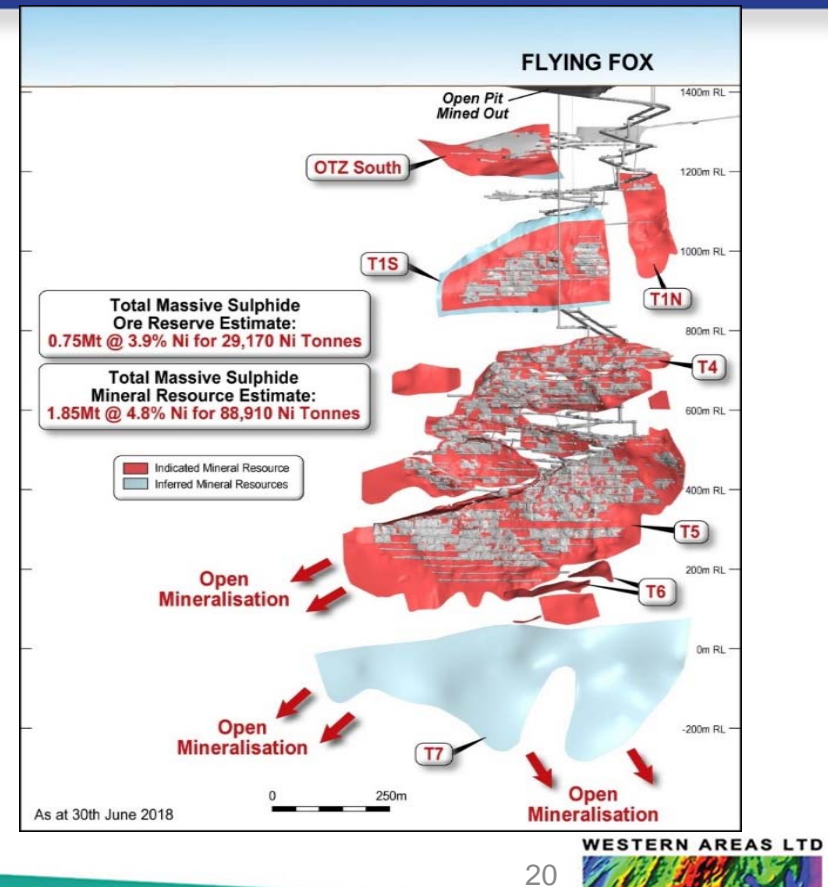 FLYING FOX
Open Pit
Mined Out
1400m RL
OTZ South
1200m RL
T1S
1000m RL
T1N
Total Massive Sulphide
Ore Reserve Estimate:
0.75Mt @ 3.9% Ni for 29,170 Ni Tonnes
800m RL
T4
Total Massive Sulphide
Mineral Resource Estimate:
1.85Mt @ 4.8% Ni for 88,910 Ni Tonnes
600m RL
Indicated Mineral Resource
Inferred Mineral Resources
400m RL
T5
Open
Mineralisation
200m RL
T6
0m RL
Open
Mineralisation
-200m RL
T7
Open
Mineralisation
0 250m
As at 30th June 2018
WESTERN AREAS LTD
20